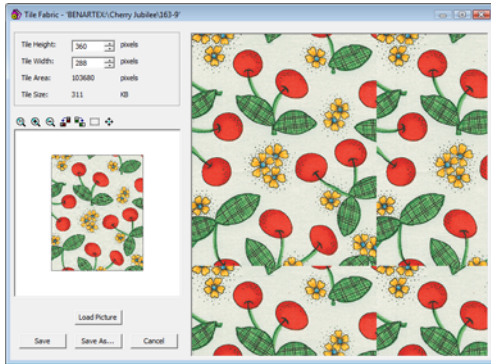 Tile Fabric - 'BENARTEX\Cherry Jubilee\163-9'
Tile Height: 360 pixels
Tile Width: 288 pixels
Tile Area: 103680 pixels
Tile Size: 311 KB
Load Picture
Save Save As... Cancel